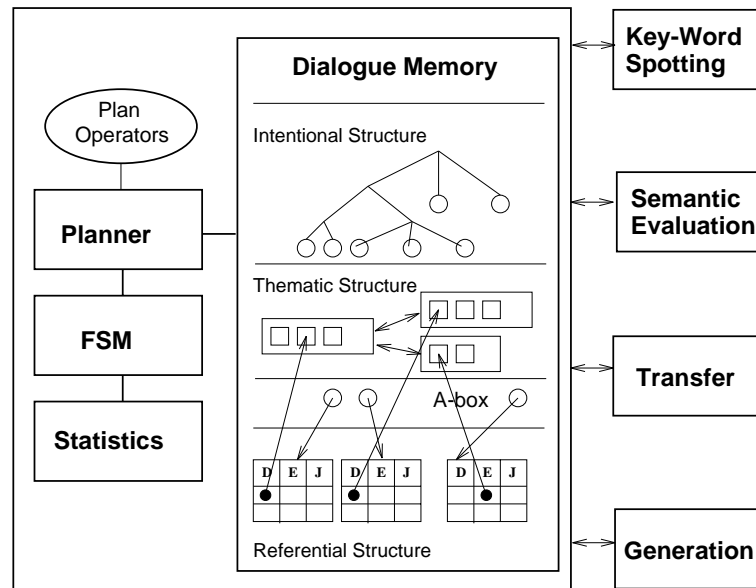 Dialogue Memory
Plan
Operators
Planner
FSM
Statistics
Intentional Structure
Thematic Structure
A-box
D E J
D E J
D E J
Referential Structure
Key-Word
Spotting
Semantic
Evaluation
Transfer
Generation